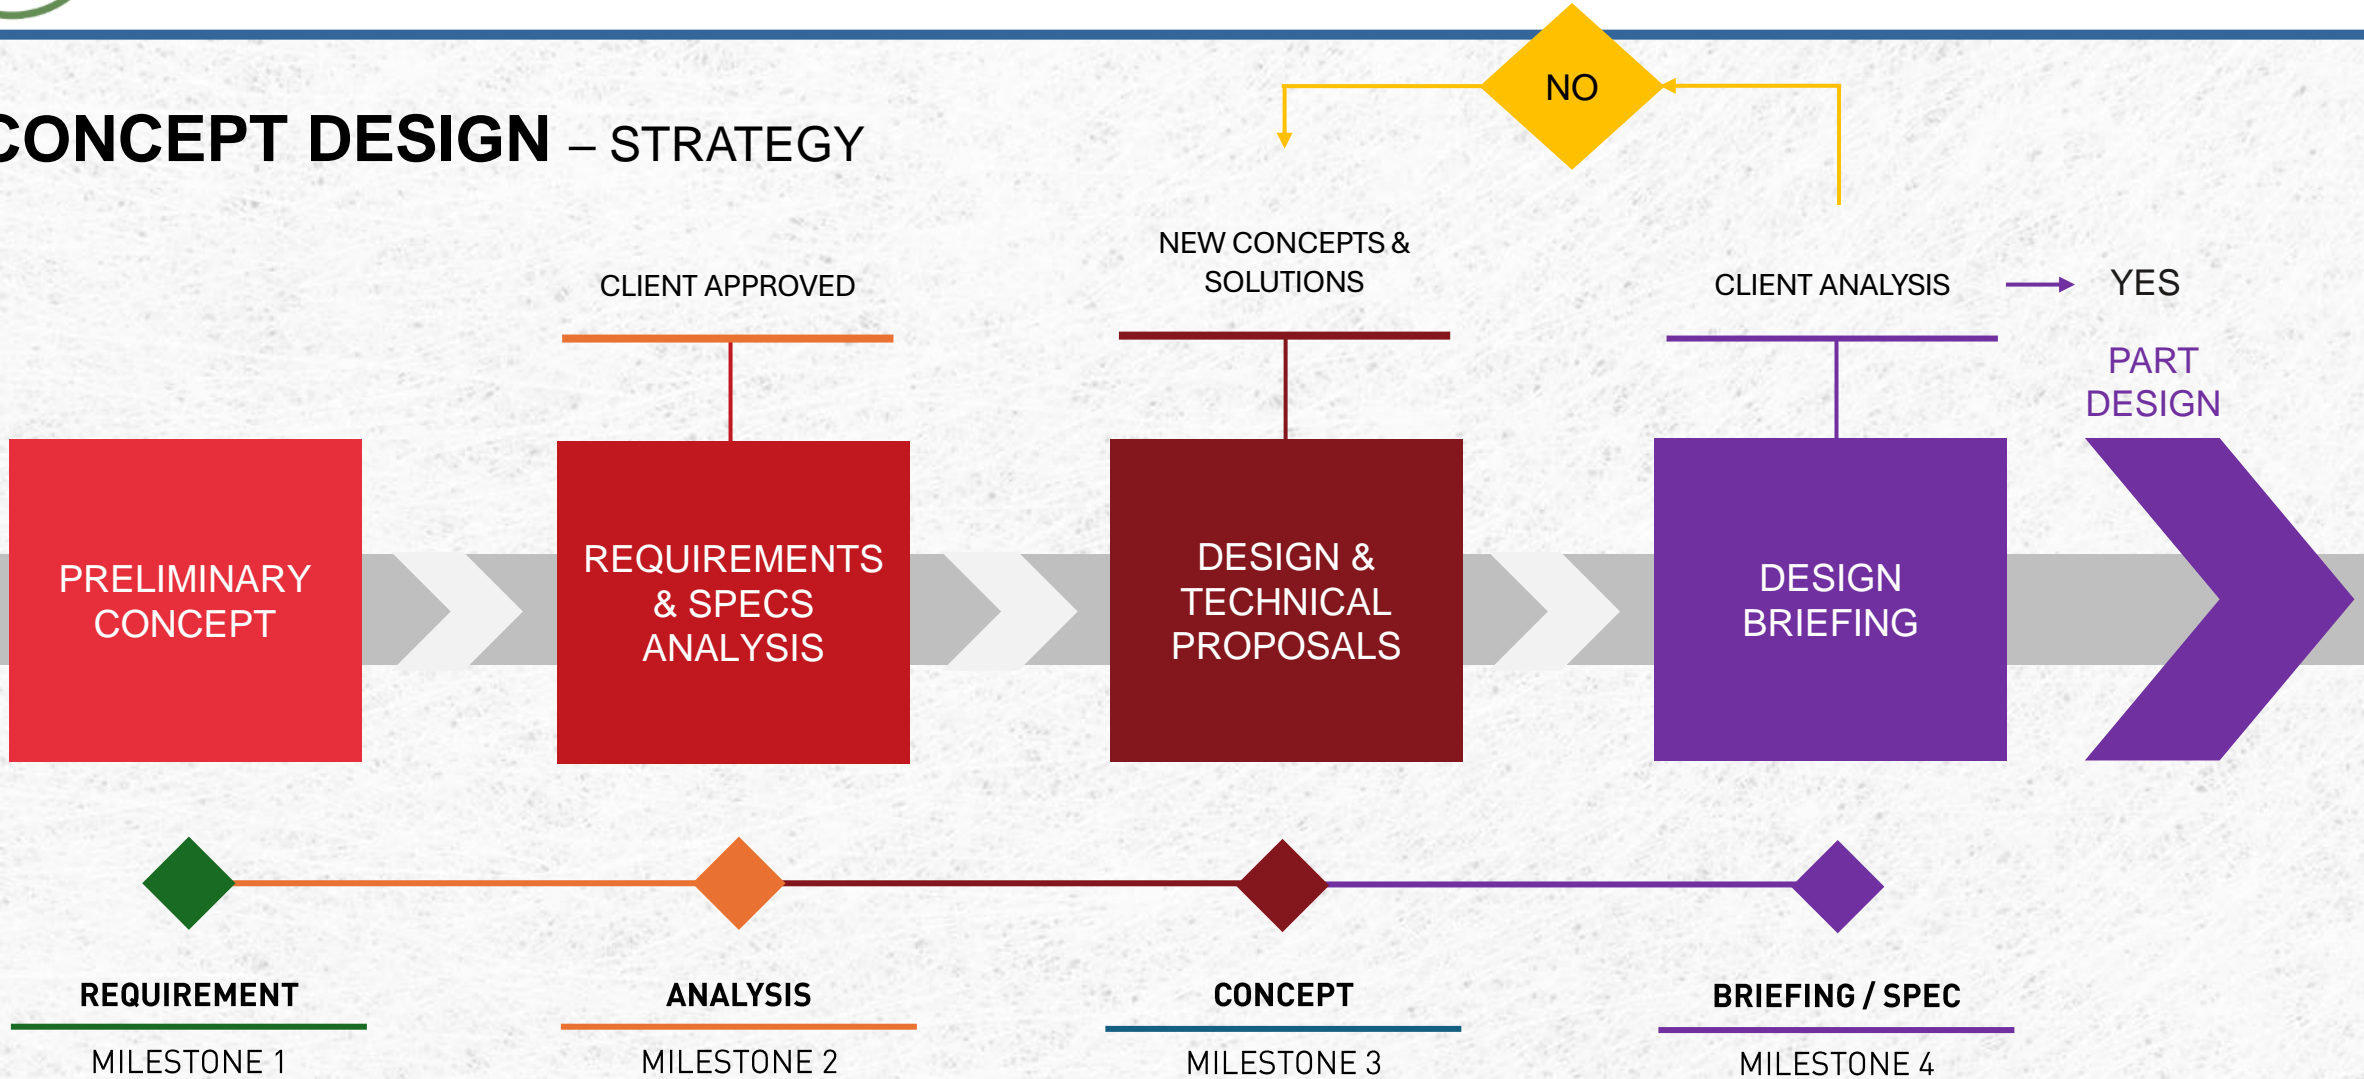 CONCEPT DESIGN – STRATEGY
NO
NEW CONCEPTS &
SOLUTIONS
CLIENT APPROVED
CLIENT ANALYSIS
YES
PART
DESIGN
PRELIMINARY
CONCEPT
REQUIREMENTS
& SPECS
ANALYSIS
DESIGN &
TECHNICAL
PROPOSALS
DESIGN
BRIEFING
REQUIREMENT
MILESTONE 1
ANALYSIS
MILESTONE 2
CONCEPT
MILESTONE 3
BRIEFING / SPEC
MILESTONE 4